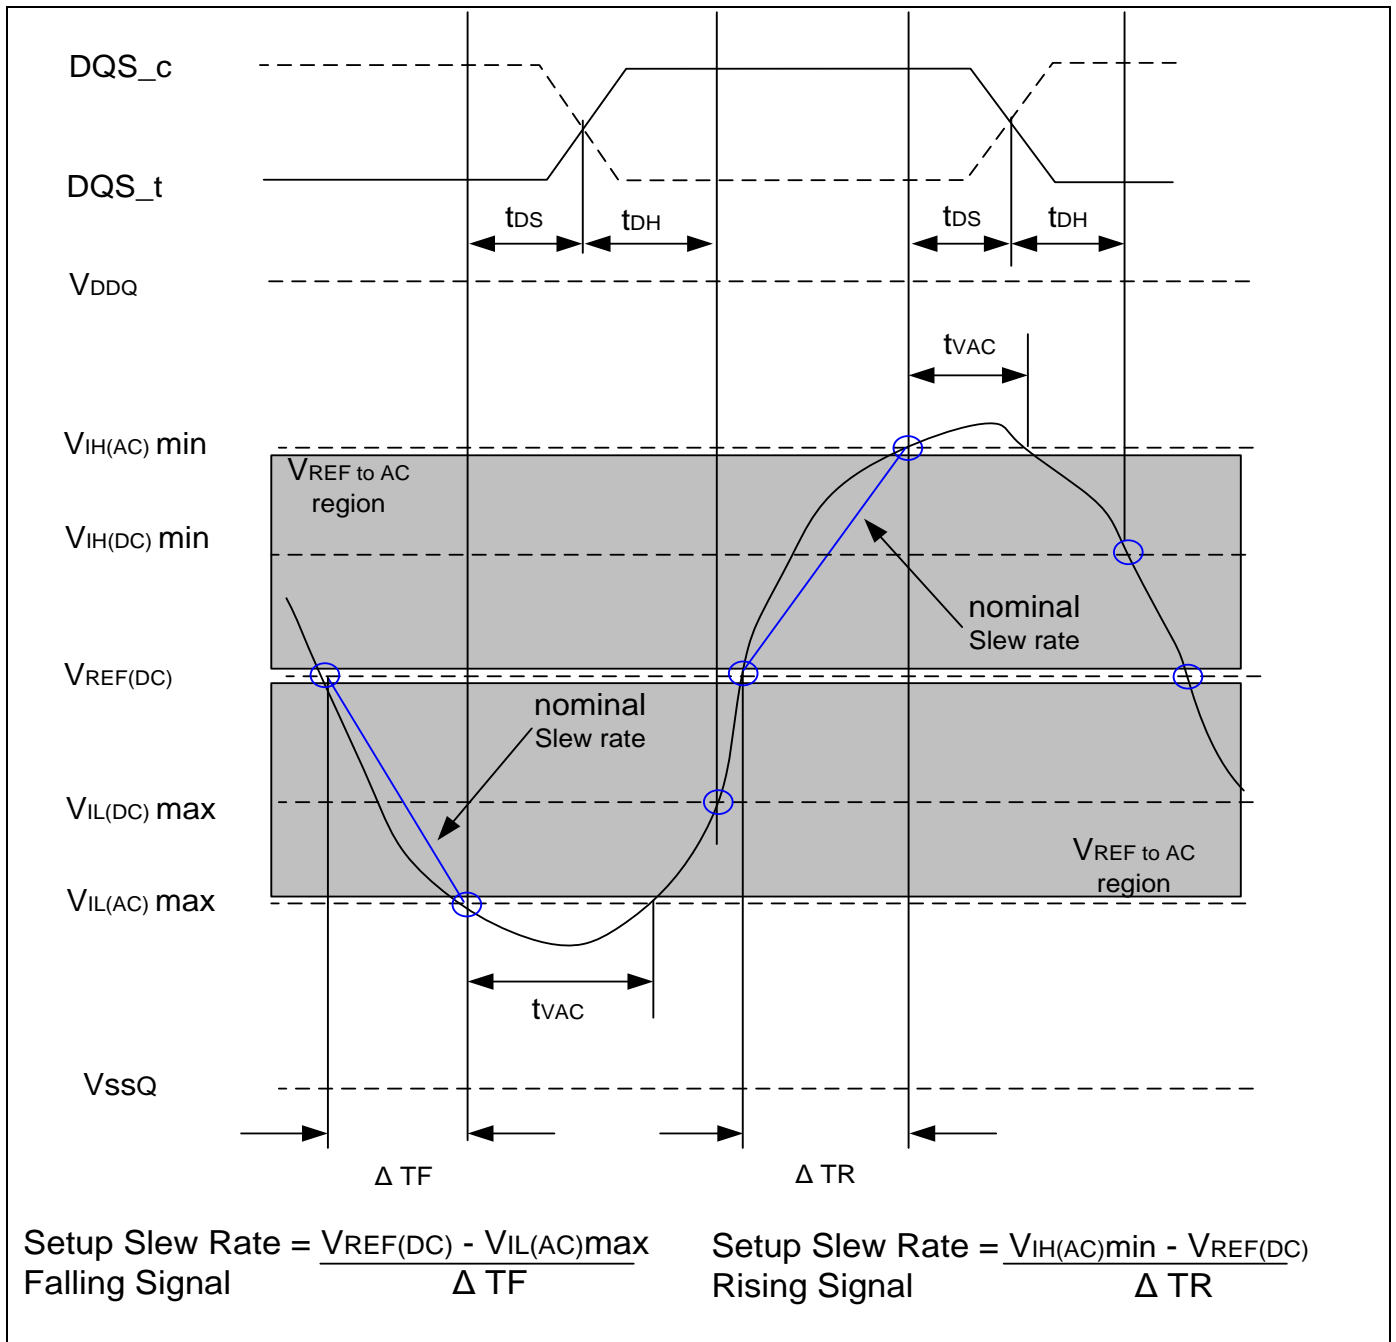 DQS_c
DQS_t
tDS
tDH
tDS
tDH
VDDQ
tVAC
VIH(AC) min
VREF to AC
region
VIH(DC) min
nominal
Slew rate
VREF(DC)
nominal
Slew rate
VIL(DC) max
VREF to AC
region
VIL(AC) max
tVAC
VssQ
Δ TF
Δ TR
Setup Slew Rate = VREF(DC) - VIL(AC)max
Falling Signal Δ TF
Setup Slew Rate = VIH(AC)min - VREF(DC)
Rising Signal Δ TR